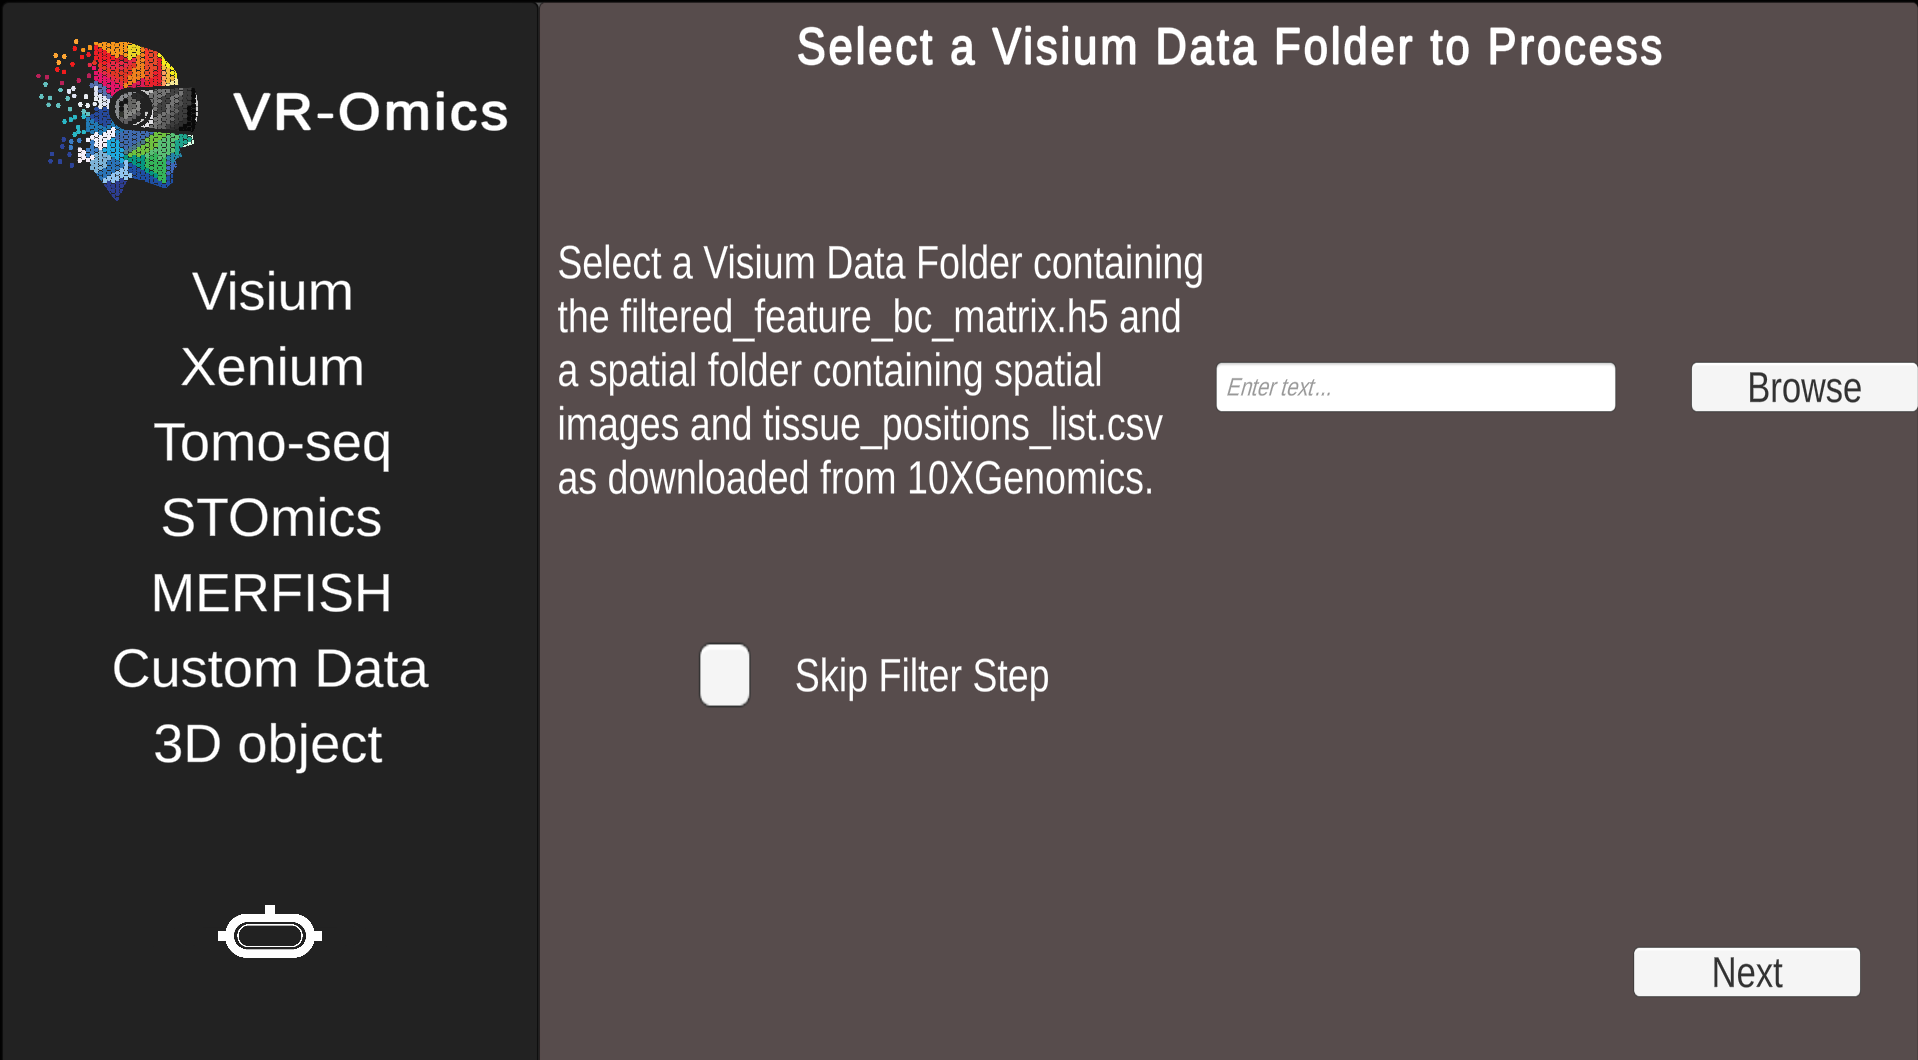 VR-Omics
Visium
Xenium
Tomo-seq
STOmics
MERFISH
Custom Data
3D object
Select a Visium Data Folder to Process
Select a Visium Data Folder containing
the filtered_feature_bc_matrix.h5 and
a spatial folder containing spatial
images and tissue_positions_list.csv
as downloaded from 10XGenomics.
Enter text...
Browse
Skip Filter Step
Next